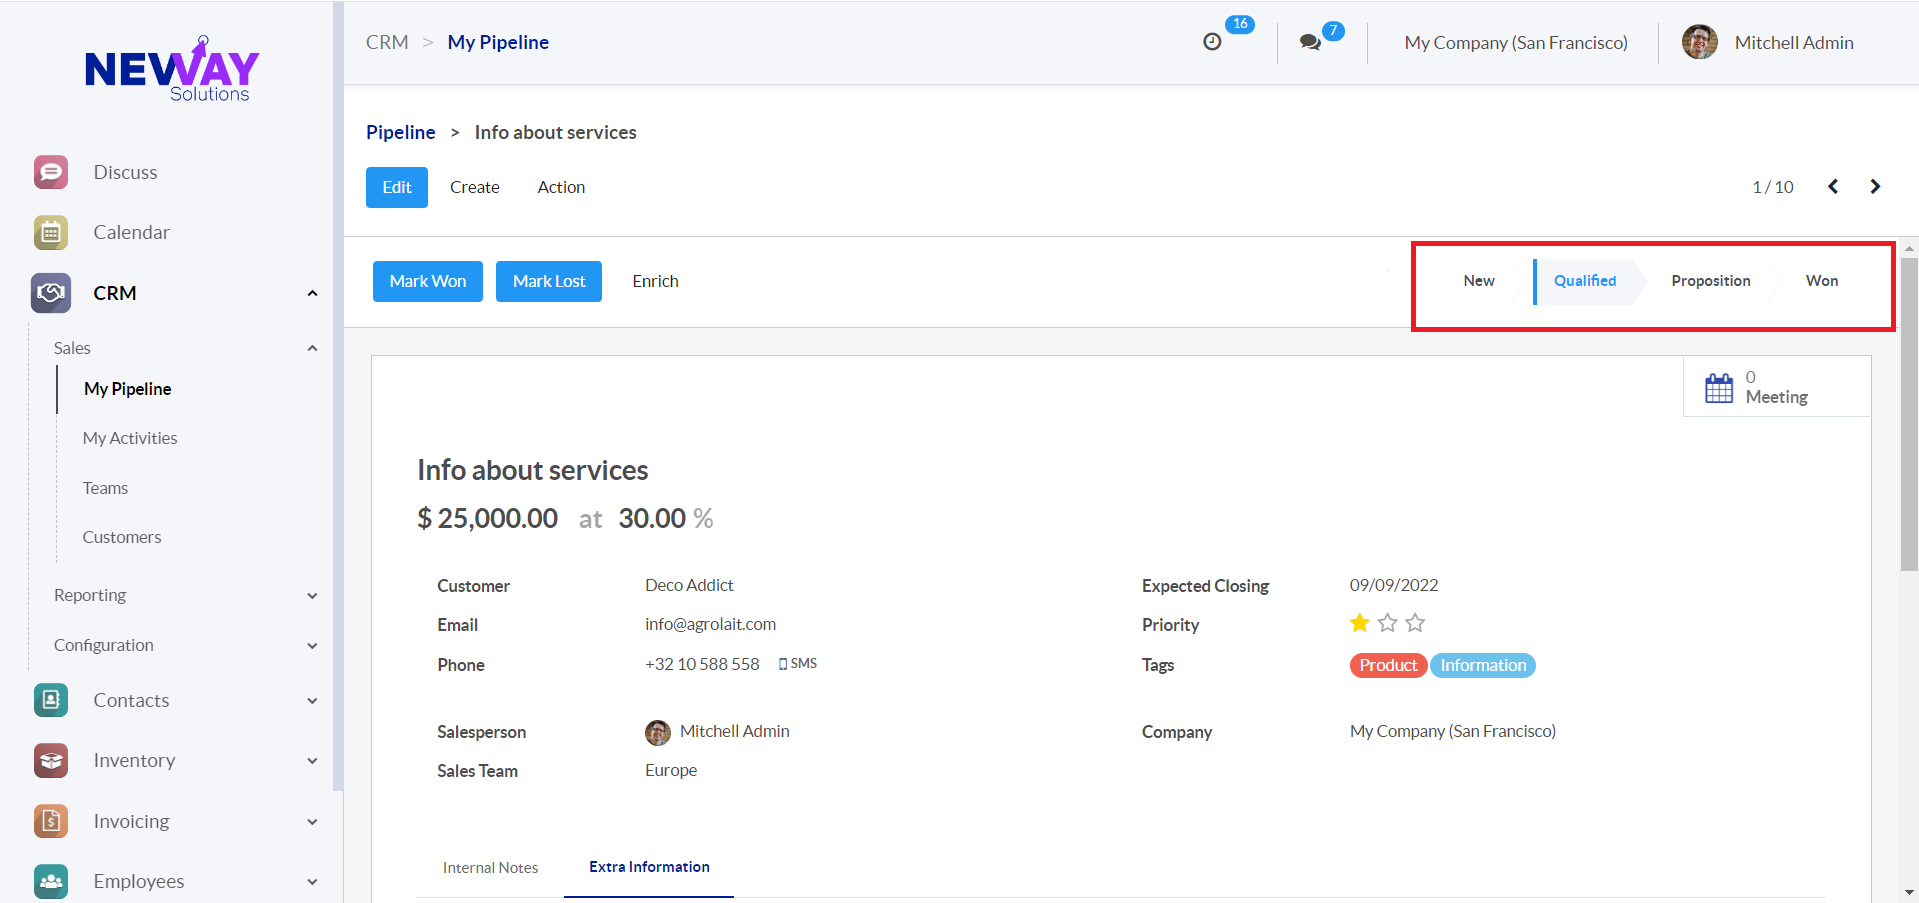 NEWAY
Solutions
CRM > My Pipeline
16
7
My Company (San Francisco)
Mitchell Admin
Discuss
Calendar
CRM
Sales
My Pipeline
My Activities
Teams
Customers
Reporting
Configuration
Contacts
Inventory
Invoicing
Employees
Pipeline > Info about services
Edit Create Action
1 / 10
Mark Won Mark Lost Enrich
New Qualified Proposition Won
0
Meeting
Info about services
$ 25,000.00 at 30.00 %
Customer Deco Addict
Email info@agrolait.com
Phone +32 10 588 558 SMS
Expected Closing 09/09/2022
Priority
Tags Product Information
Salesperson Mitchell Admin
Sales Team Europe
Company My Company (San Francisco)
Internal Notes Extra Information